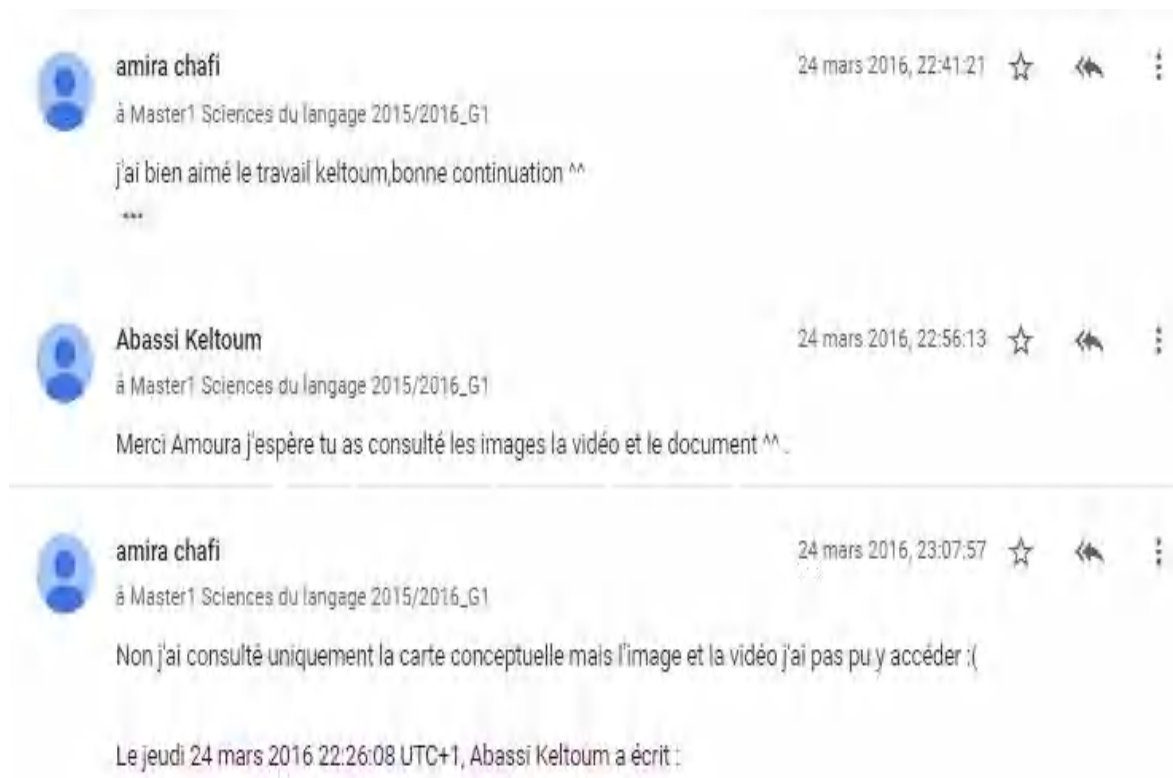 amira chafi 24 mars 2016, 22:41:21
à Master1 Sciences du langage 2015/2016_G1
j'ai bien aimé le travail keltoum,bonne continuation ^^
•••
Abassi Keltoum 24 mars 2016, 22:56:13
à Master1 Sciences du langage 2015/2016_G1
Merci Amoura j'espère tu as consulté les images la vidéo et le document ^^ .
amira chafi 24 mars 2016, 23:07:57
à Master1 Sciences du langage 2015/2016_G1
Non j'ai consulté uniquement la carte conceptuelle mais l'image et la vidéo j'ai pas pu y accéder :(
Le jeudi 24 mars 2016 22:26:08 UTC+1, Abassi Keltoum a écrit :